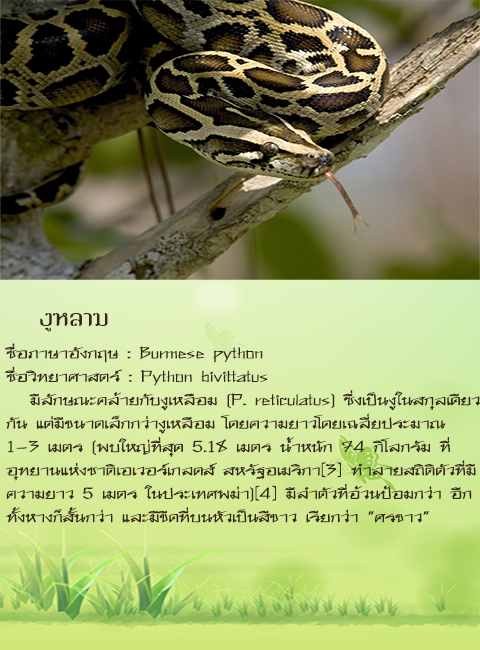 งูหลาม
ชื่อภาษาอังกฤษ : Burmese python
ชื่อวิทยาศาสตร์ : Python bivittatus
มีลักษณะคล้ายกับงูเหลือม (P. reticulatus) ซึ่งเป็นงูในสกุลเดียว
กัน แต่มีขนาดเล็กกว่างูเหลือม โดยความยาวโดยเฉลี่ยประมาณ
1-3 เมตร (พบใหญ่ที่สุด 5.18 เมตร น้ำหนัก 74 กิโลกรัม ที่
อุทยานแห่งชาติเอเวอร์เกลดส์ สหรัฐอเมริกา[3] ทำลายสถิติตัวที่มี
ความยาว 5 เมตร ในประเทศพม่า)[4] มีลำตัวที่อ้วนป้อมกว่า อีก
ทั้งหางก็สั้นกว่า และมีขีดที่บนหัวเป็นสีขาว เรียกว่า "ศรขาว"